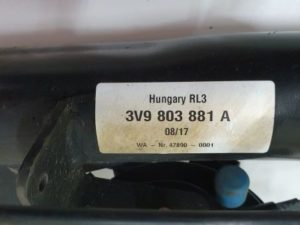 Hungary RL3
3V9 803 881 A
08/17
WA - Nr. 47890 - 0001